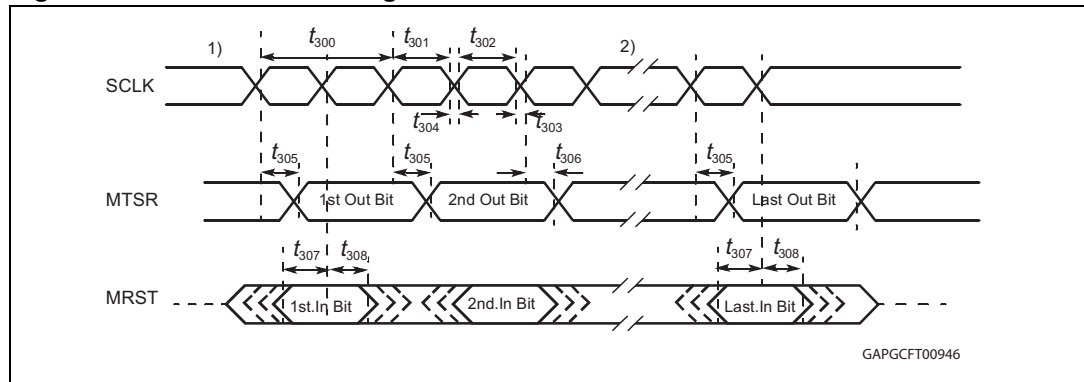 1) t300 t301 t302 2)
SCLK
t304 t303
t305 t305 t306 t305
MTSR 1st Out Bit 2nd Out Bit Last Out Bit
t307 t308 t307 t308
MRST 1st.In Bit 2nd.In Bit Last.In Bit
GAPGCFT00946